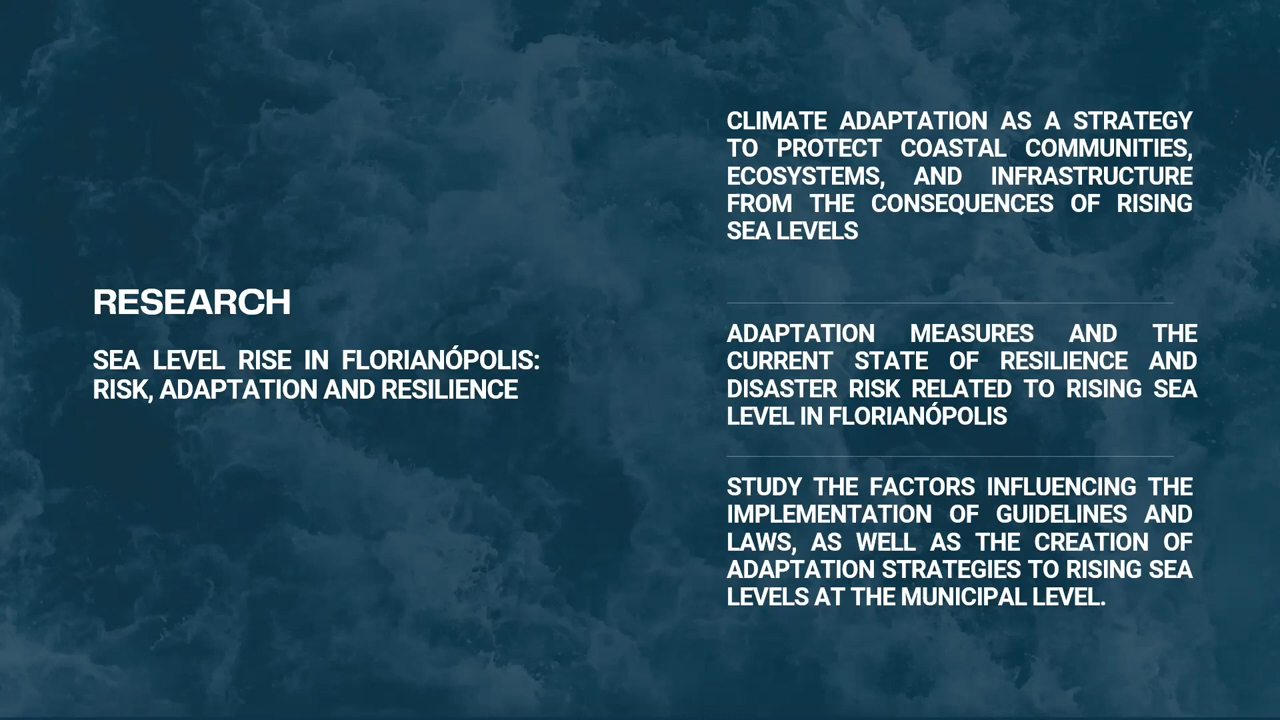 RESEARCH
SEA LEVEL RISE IN FLORIANÓPOLIS:
RISK, ADAPTATION AND RESILIENCE
CLIMATE ADAPTATION AS A STRATEGY
TO PROTECT COASTAL COMMUNITIES,
ECOSYSTEMS, AND INFRASTRUCTURE
FROM THE CONSEQUENCES OF RISING
SEA LEVELS
ADAPTATION MEASURES AND THE
CURRENT STATE OF RESILIENCE AND
DISASTER RISK RELATED TO RISING SEA
LEVEL IN FLORIANÓPOLIS
STUDY THE FACTORS INFLUENCING THE
IMPLEMENTATION OF GUIDELINES AND
LAWS, AS WELL AS THE CREATION OF
ADAPTATION STRATEGIES TO RISING SEA
LEVELS AT THE MUNICIPAL LEVEL.